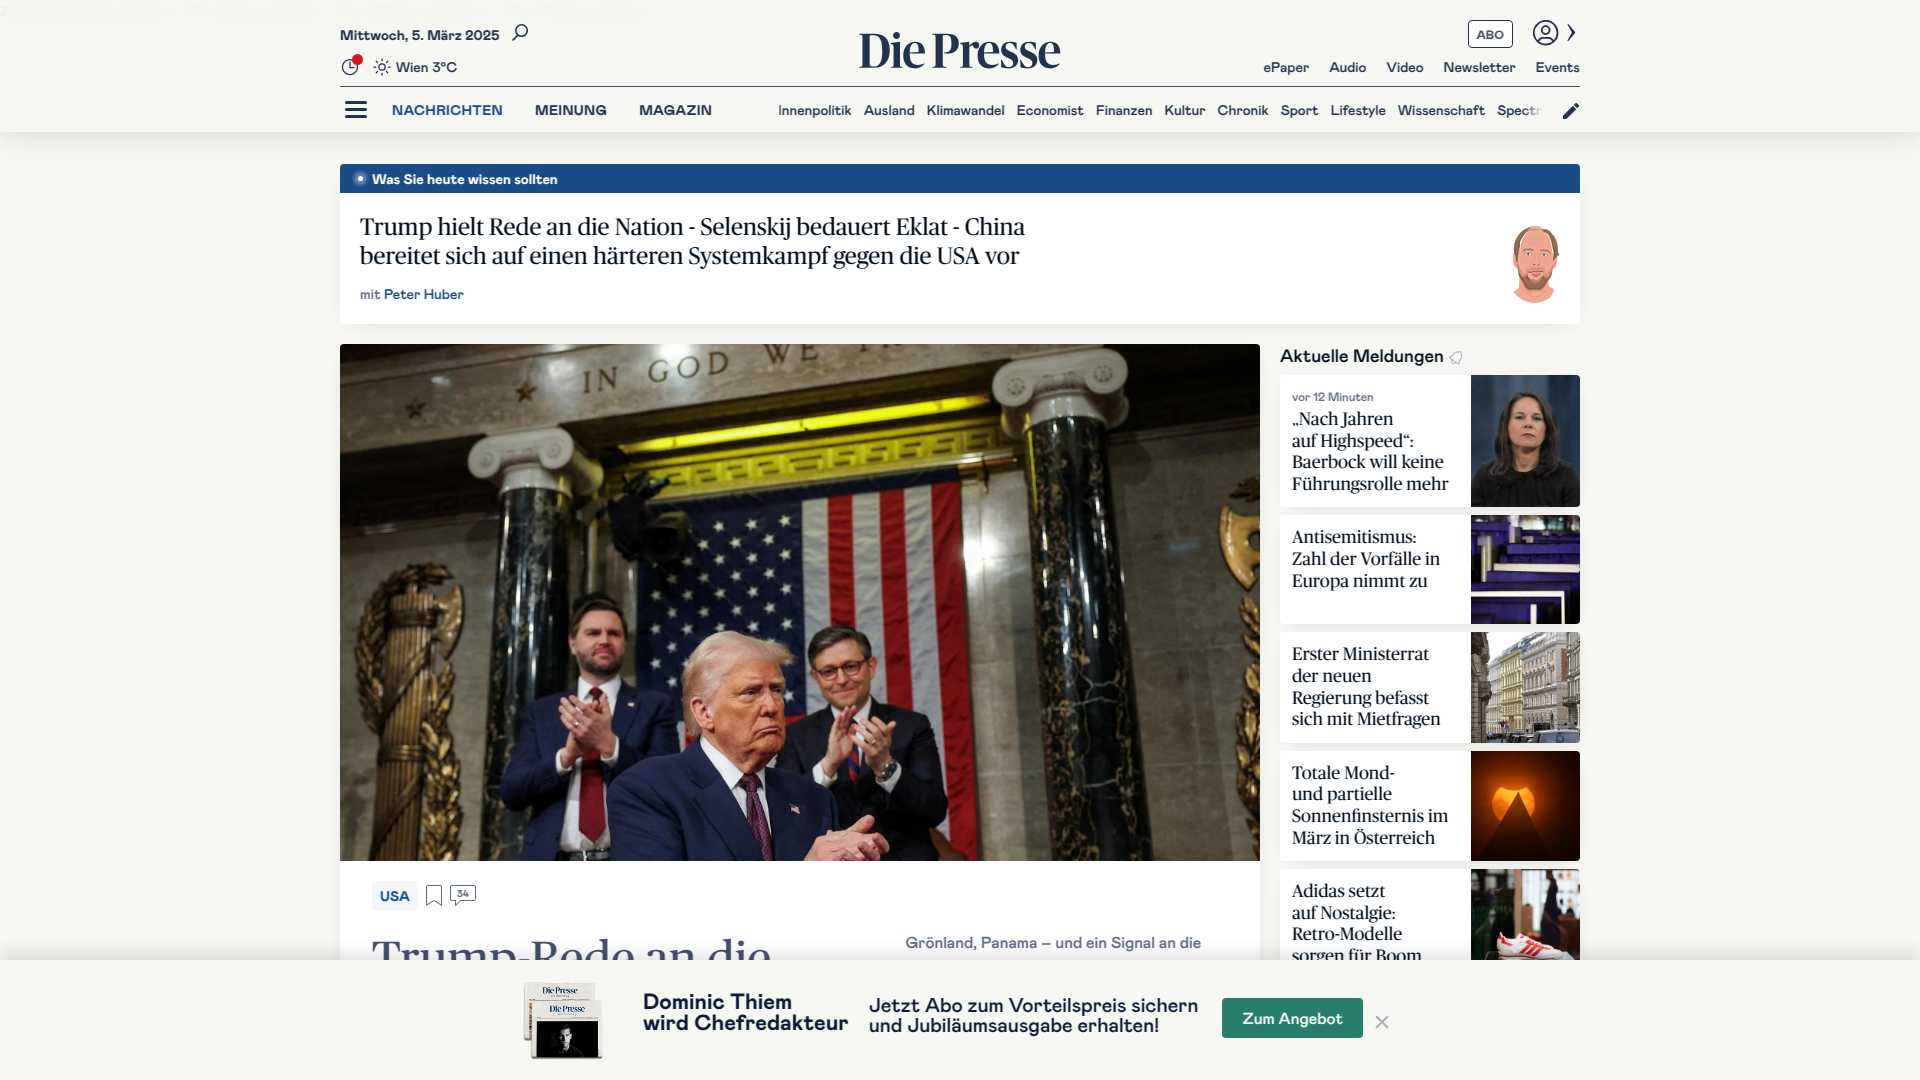 Mittwoch, 5. März 2025
Die Presse
ABO
Wien 3°C
ePaper Audio Video Newsletter Events
NACHRICHTEN MEINUNG MAGAZIN
Innenpolitik Ausland Klimawandel Economist Finanzen Kultur Chronik Sport Lifestyle Wissenschaft Spectr
Was Sie heute wissen sollten
Trump hielt Rede an die Nation - Selenskij bedauert Eklat - China
bereitet sich auf einen härteren Systemkampf gegen die USA vor
mit Peter Huber
IN GOD WE
USA
34
Trump-Rede an die
Grönland, Panama – und ein Signal an die
Aktuelle Meldungen
vor 12 Minuten
„Nach Jahren
auf Highspeed“:
Baerbock will keine
Führungsrolle mehr
Antisemitismus:
Zahl der Vorfälle in
Europa nimmt zu
Erster Ministerrat
der neuen
Regierung befasst
sich mit Mietfragen
Totale Mond-
und partielle
Sonnenfinsternis im
März in Österreich
Adidas setzt
auf Nostalgie:
Retro-Modelle
sorgen für Boom
Die Presse
Die Presse
Dominic Thiem
wird Chefredakteur
Jetzt Abo zum Vorteilspreis sichern
und Jubiläumsausgabe erhalten!
Zum Angebot